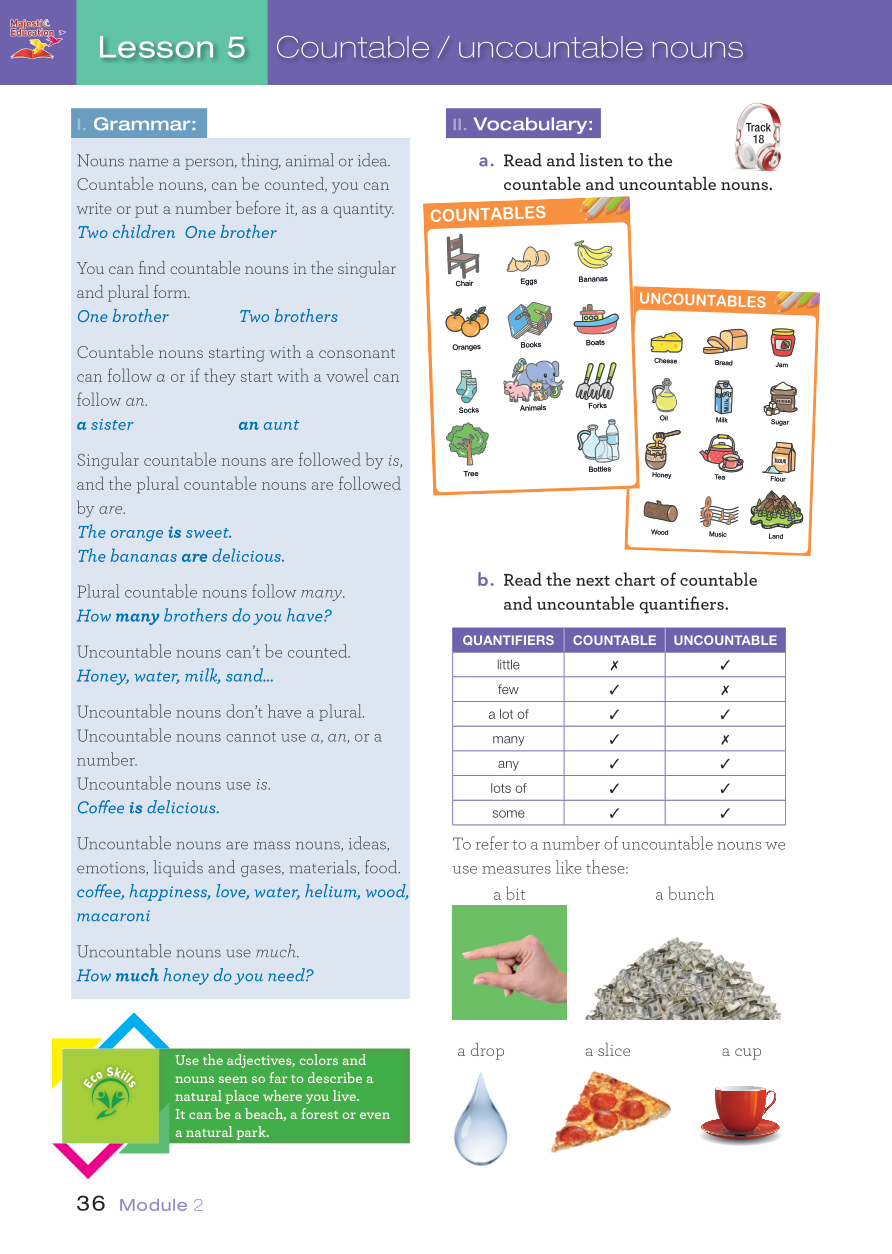 Majestic Education
Lesson 5 Countable / uncountable nouns
I. Grammar:
Nouns name a person, thing, animal or idea.
Countable nouns, can be counted, you can
write or put a number before it, as a quantity.
Two children One brother
You can find countable nouns in the singular
and plural form.
One brother Two brothers
Countable nouns starting with a consonant
can follow a or if they start with a vowel can
follow an.
a sister an aunt
Singular countable nouns are followed by is,
and the plural countable nouns are followed
by are.
The orange is sweet.
The bananas are delicious.
Plural countable nouns follow many.
How many brothers do you have?
Uncountable nouns can't be counted.
Honey, water, milk, sand...
Uncountable nouns don't have a plural.
Uncountable nouns cannot use a, an, or a
number.
Uncountable nouns use is.
Coffee is delicious.
Uncountable nouns are mass nouns, ideas,
emotions, liquids and gases, materials, food.
coffee, happiness, love, water, helium, wood,
macaroni
Uncountable nouns use much.
How much honey do you need?
Eco Skills
Use the adjectives, colors and
nouns seen so far to describe a
natural place where you live.
It can be a beach, a forest or even
a natural park.
II. Vocabulary:
Track
18
a. Read and listen to the
countable and uncountable nouns.
COUNTABLES
Chair Eggs Bananas
Oranges Books Boats
Socks Animals Forks
Tree Bottles
UNCOUNTABLES
Cheese Bread Jam
Oil Milk Sugar
Honey Tea Flour
Wood Music Land
b. Read the next chart of countable
and uncountable quantifiers.
QUANTIFIERS COUNTABLE UNCOUNTABLE
little ✗ ✓
few ✓ ✗
a lot of ✓ ✓
many ✓ ✗
any ✓ ✓
lots of ✓ ✓
some ✓ ✓
To refer to a number of uncountable nouns we
use measures like these:
a bit a bunch
a drop a slice a cup
36 Module 2